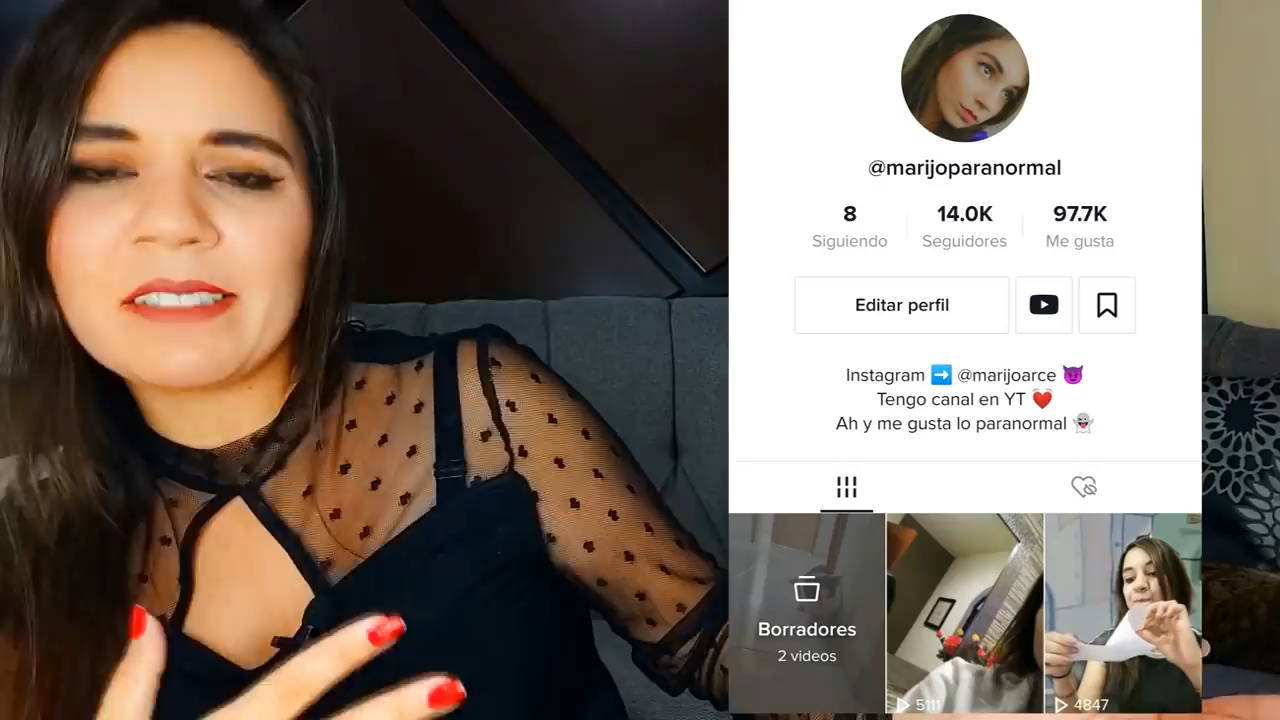 @marijoparanormal
8 14.0K 97.7K
Siguiendo Seguidores Me gusta
Editar perfil
Instagram ➡️ @marijoarce 😈
Tengo canal en YT ❤️
Ah y me gusta lo paranormal 👻
Borradores
2 videos
5111 4847